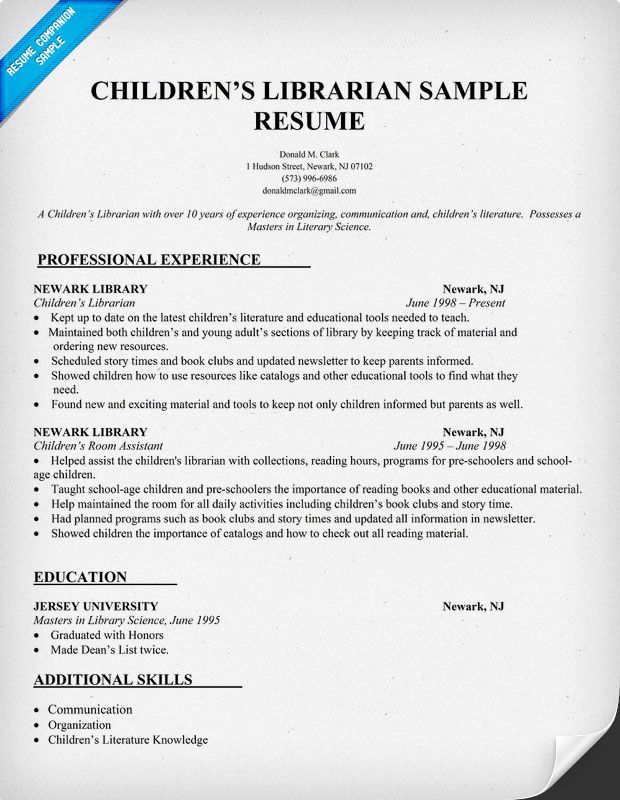 RESUME COMPANION
SAMPLE
CHILDREN'S LIBRARIAN SAMPLE
RESUME
Donald M. Clark
1 Hudson Street, Newark, NJ 07102
(573) 996-6986
donaldmclark@gmail.com
A Children's Librarian with over 10 years of experience organizing, communication and, children's literature. Possesses a
Masters in Literary Science.
PROFESSIONAL EXPERIENCE
NEWARK LIBRARY Newark, NJ
Children's Librarian June 1998 – Present
• Kept up to date on the latest children's literature and educational tools needed to teach.
• Maintained both children's and young adult's sections of library by keeping track of material and
ordering new resources.
• Scheduled story times and book clubs and updated newsletter to keep parents informed.
• Showed children how to use resources like catalogs and other educational tools to find what they
need.
• Found new and exciting material and tools to keep not only children informed but parents as well.
NEWARK LIBRARY Newark, NJ
Children's Room Assistant June 1995 – June 1998
• Helped assist the children's librarian with collections, reading hours, programs for pre-schoolers and school-
age children.
• Taught school-age children and pre-schoolers the importance of reading books and other educational material.
• Help maintained the room for all daily activities including children's book clubs and story time.
• Had planned programs such as book clubs and story times and updated all information in newsletter.
• Showed children the importance of catalogs and how to check out all reading material.
EDUCATION
JERSEY UNIVERSITY Newark, NJ
Masters in Library Science, June 1995
• Graduated with Honors
• Made Dean's List twice.
ADDITIONAL SKILLS
• Communication
• Organization
• Children's Literature Knowledge